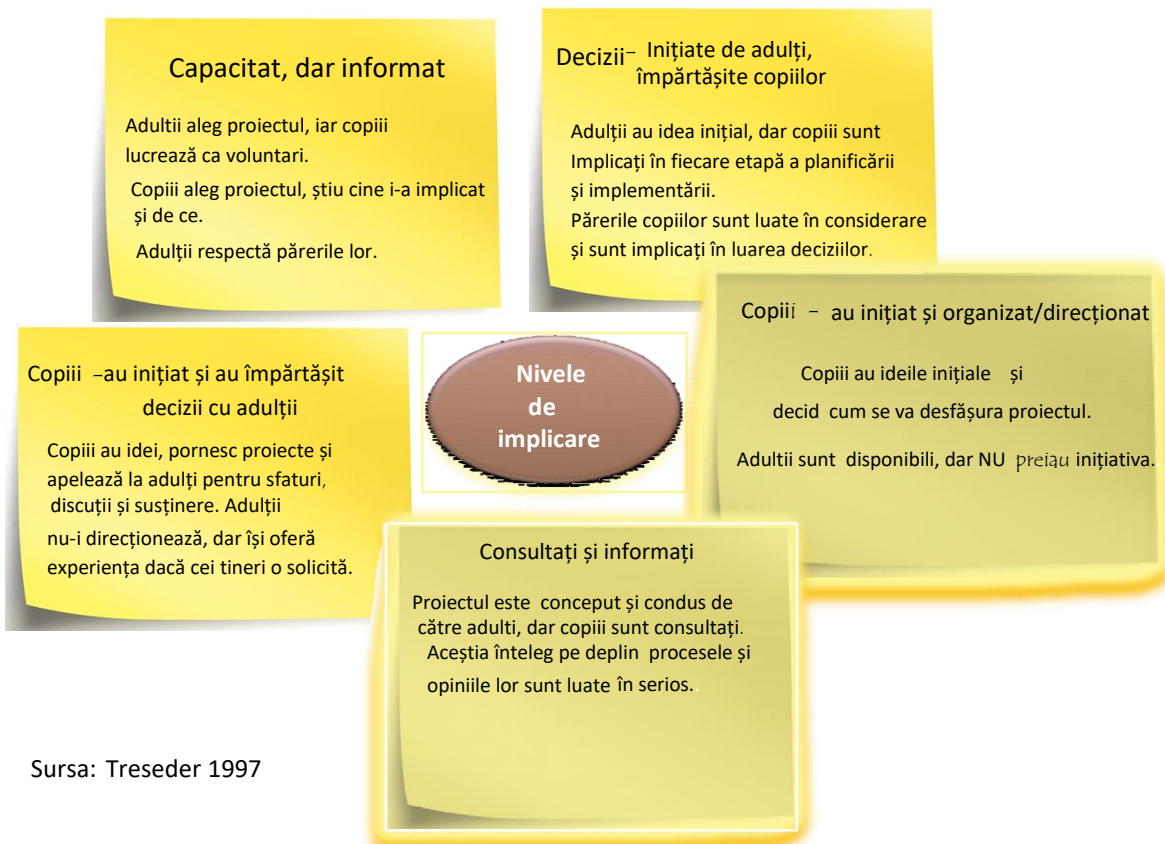 Capacitat, dar informat
Adultii aleg proiectul, iar copiii
lucrează ca voluntari.
Copiii aleg proiectul, știu cine i-a implicat
și de ce.
Adulții respectă părerile lor.
Decizii– Inițiate de adulți,
împărtășite copiilor
Adulții au idea inițial, dar copiii sunt
Implicați în fiecare etapă a planificării
și implementării.
Părerile copiilor sunt luate în considerare
și sunt implicați în luarea deciziilor.
Copiii –au inițiat și au împărtășit
decizii cu adulții
Copiii au idei, pornesc proiecte și
apelează la adulți pentru sfaturi,
discuții și susținere. Adulții
nu-i direcționează, dar își oferă
experiența dacă cei tineri o solicită.
Nivele
de
implicare
Copiii – au inițiat și organizat/direcționat
Copiii au ideile inițiale și
decid cum se va desfășura proiectul.
Adultii sunt disponibili, dar NU preiau inițiativa.
Consultați și informați
Proiectul este conceput și condus de
către adulti, dar copiii sunt consultați.
Aceștia înteleg pe deplin procesele și
opiniile lor sunt luate în serios.
Sursa: Treseder 1997